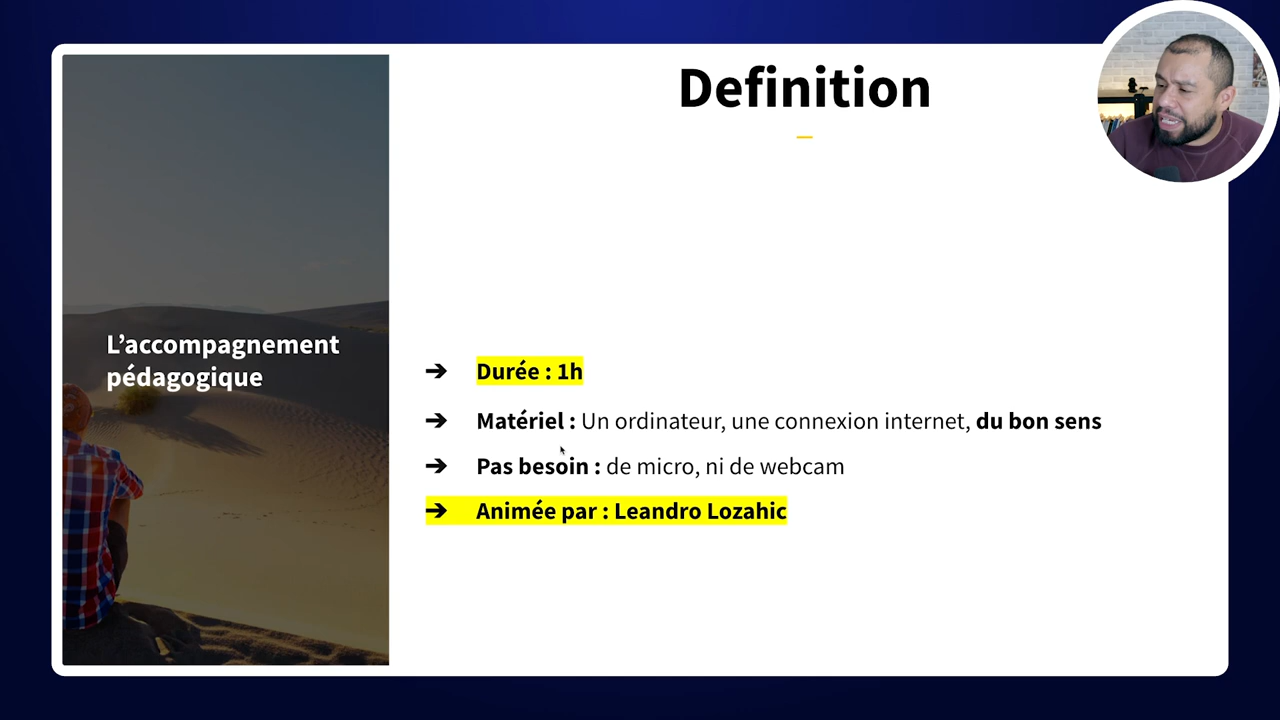 Definition
L’accompagnement
pédagogique
➔ Durée : 1h
➔ Matériel : Un ordinateur, une connexion internet, du bon sens
➔ Pas besoin : de micro, ni de webcam
➔ Animée par : Leandro Lozahic